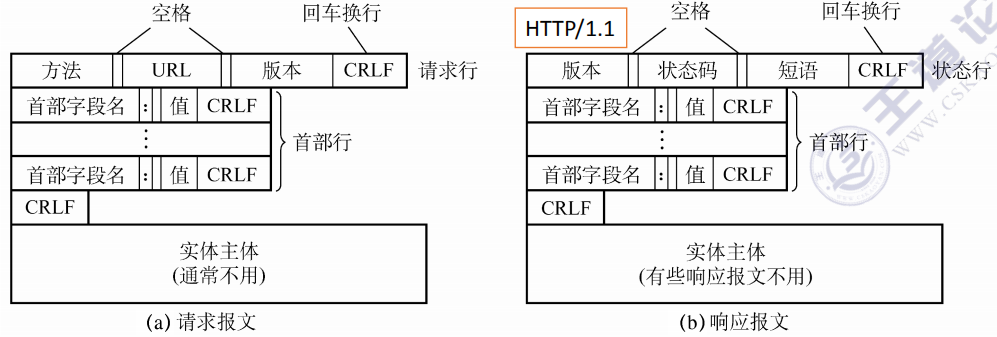 空格 回车换行
方法 URL 版本 CRLF 请求行
首部字段名 : 值 CRLF
⋮ 首部行
首部字段名 : 值 CRLF
CRLF
实体主体
(通常不用)
(a) 请求报文
HTTP/1.1 空格 回车换行
版本 状态码 短语 CRLF 状态行
首部字段名 : 值 CRLF
⋮ 首部行
首部字段名 : 值 CRLF
CRLF
实体主体
(有些响应报文不用)
(b) 响应报文
王道论
WWW.CSK